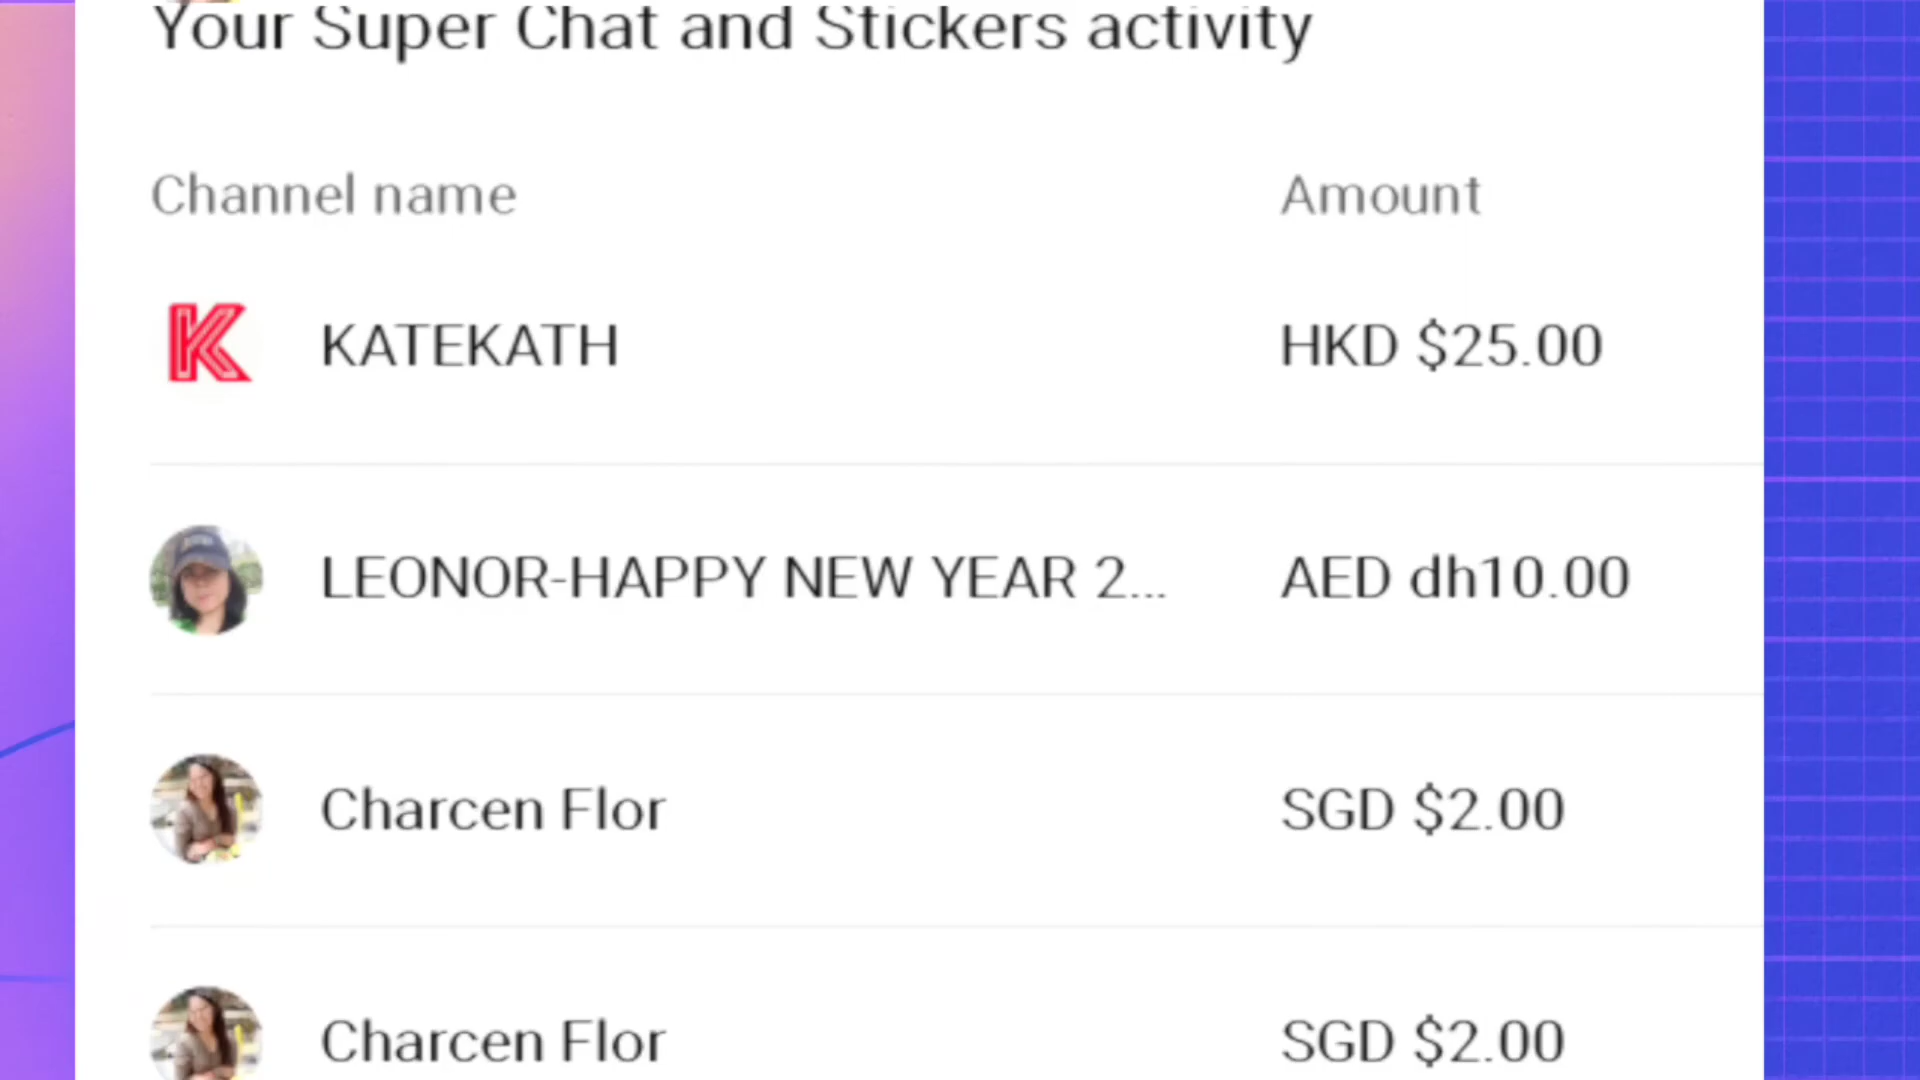 Your Super Chat and Stickers activity
Channel name Amount
K KATEKATH HKD $25.00
LEONOR-HAPPY NEW YEAR 2... AED dh10.00
Charcen Flor SGD $2.00
Charcen Flor SGD $2.00